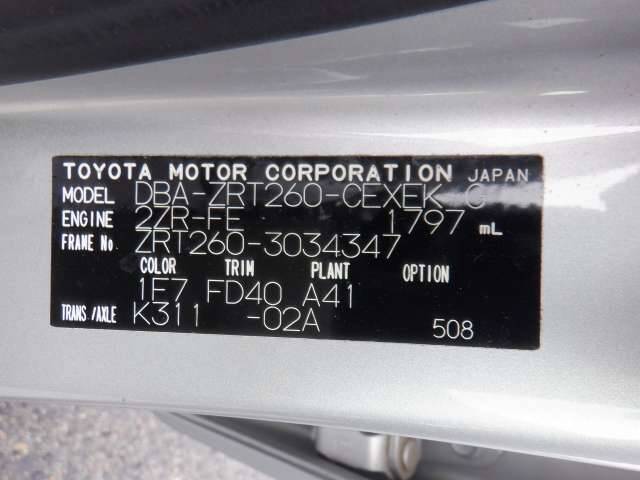 TOYOTA MOTOR CORPORATION JAPAN
MODEL DBA-ZRT260-CEXEK C
ENGINE 2ZR-FE 1797 mL
FRAME No. ZRT260-3034347
COLOR TRIM PLANT OPTION
1E7 FD40 A41
TRANS/AXLE K311 -02A
508